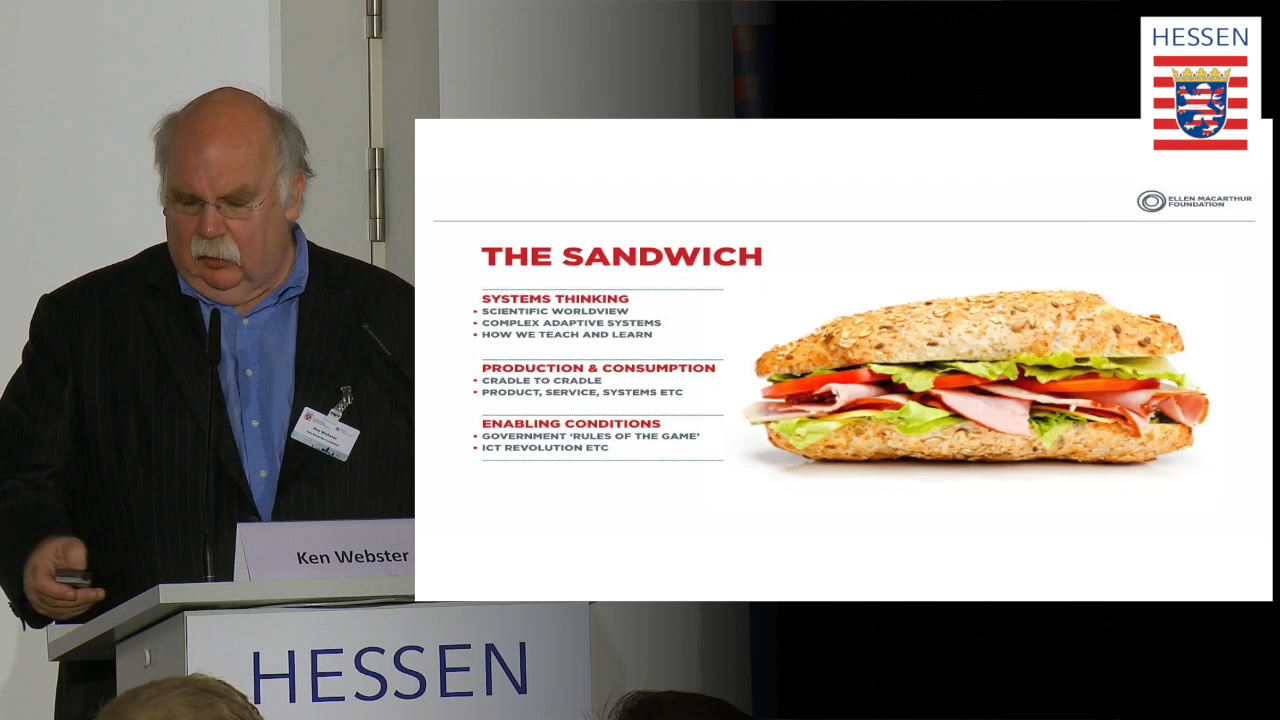 HESSEN
ELLEN MACARTHUR
FOUNDATION
THE SANDWICH
SYSTEMS THINKING
• SCIENTIFIC WORLDVIEW
• COMPLEX ADAPTIVE SYSTEMS
• HOW WE TEACH AND LEARN
PRODUCTION & CONSUMPTION
• CRADLE TO CRADLE
• PRODUCT, SERVICE, SYSTEMS ETC
ENABLING CONDITIONS
• GOVERNMENT ‘RULES OF THE GAME’
• ICT REVOLUTION ETC
Ken Webster
Ken Webster
HESSEN